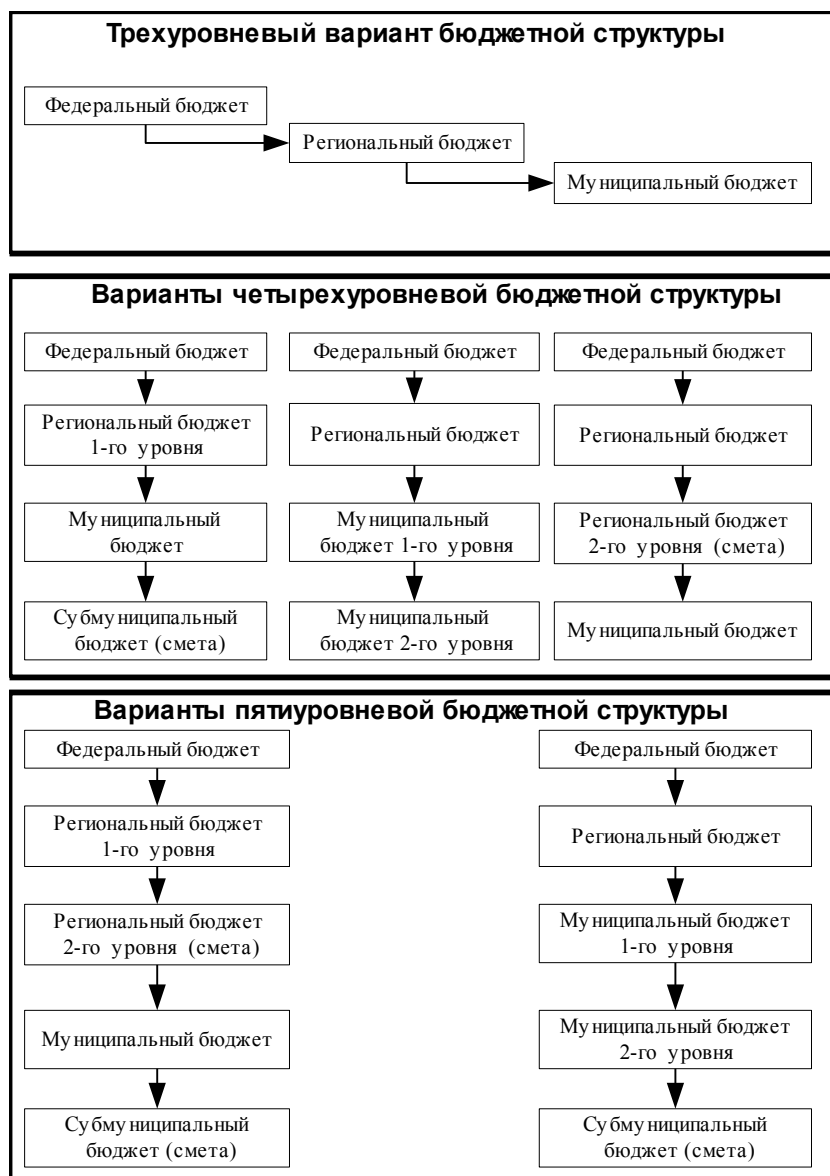 Трехуровневый вариант бюджетной структуры
Федеральный бюджет
Региональный бюджет
Муниципальный бюджет
Варианты четырехуровневой бюджетной структуры
Федеральный бюджет
Региональный бюджет
1-го уровня
Муниципальный
бюджет
Субмуниципальный
бюджет (смета)
Федеральный бюджет
Региональный бюджет
Муниципальный
бюджет 1-го уровня
Муниципальный
бюджет 2-го уровня
Федеральный бюджет
Региональный бюджет
Региональный бюджет
2-го уровня (смета)
Муниципальный бюджет
Варианты пятиуровневой бюджетной структуры
Федеральный бюджет
Региональный бюджет
1-го уровня
Региональный бюджет
2-го уровня (смета)
Муниципальный бюджет
Субмуниципальный
бюджет (смета)
Федеральный бюджет
Региональный бюджет
Муниципальный бюджет
1-го уровня
Муниципальный бюджет
2-го уровня
Субмуниципальный
бюджет (смета)